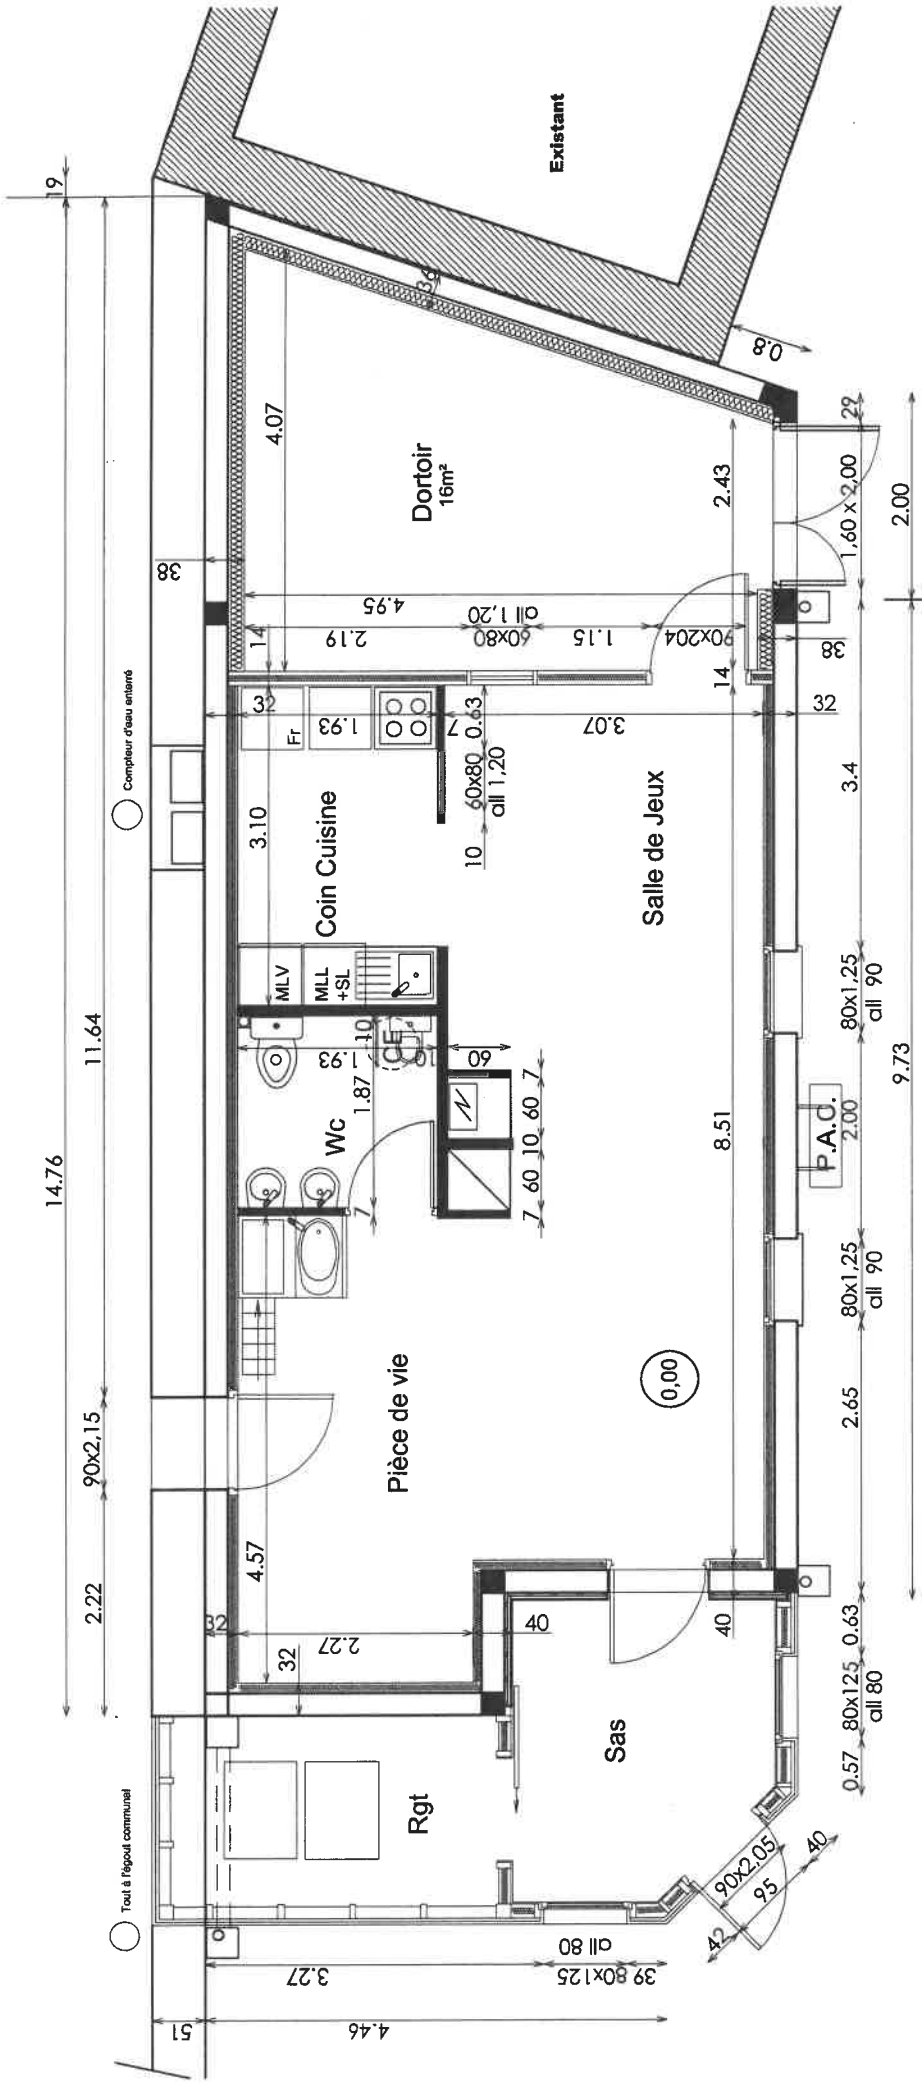 14.76
19
2.22
90x2,15
11.64
Tout à l'égout communal
Compteur d'eau enterré
Existant
38
4.07
Dortoir
16m²
36
0.8
14
2.19
60x80
all 1,20
1.15
90x204
4.95
2.43
14
38
29
1,60 x 2,00
2.00
32
Fr
1.93
7
0.63
60x80
all 1,20
10
3.07
32
3.10
Coin Cuisine
MLV
MLL
+SL
Salle de Jeux
3.4
10
1.93
CE
1.87
Wc
7
60
7
60
10
60
7
8.51
80x1,25
all 90
P.A.C.
2.00
9.73
80x1,25
all 90
Pièce de vie
0,00
2.65
4.57
32
2.27
32
40
40
0.63
80x125
all 80
0.57
Sas
Rgt
90x2,05
95
40
42
3.27
80x125
all 80
39
51
4.46